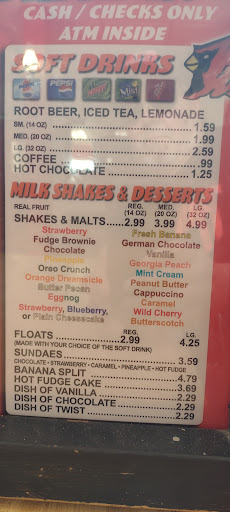 CASH / CHECKS ONLY
ATM INSIDE
SOFT DRINKS
PEPSI
ROOT BEER, ICED TEA, LEMONADE
SM. (14 OZ) 1.59
MED. (20 OZ) 1.99
LG. (32 OZ) 2.59
COFFEE .99
HOT CHOCOLATE 1.25
MILK SHAKES & DESSERTS
REAL FRUIT REG. (14 OZ) MED. (20 OZ) LG. (32 OZ)
SHAKES & MALTS 2.99 3.99 4.99
Strawberry Fresh Banana
Fudge Brownie German Chocolate
Chocolate Vanilla
Pineapple Georgia Peach
Oreo Crunch Mint Cream
Orange Dreamsicle Peanut Butter
Butter Pecan Cappuccino
Eggnog Caramel
Strawberry, Blueberry, Wild Cherry
or Plain Cheesecake Butterscotch
REG. LG.
FLOATS 2.99 4.25
(MADE WITH YOUR CHOICE OF THE SOFT DRINK)
SUNDAES 3.59
CHOCOLATE • STRAWBERRY • CARAMEL • PINEAPPLE • HOT FUDGE
BANANA SPLIT 4.79
HOT FUDGE CAKE 3.69
DISH OF VANILLA 2.29
DISH OF CHOCOLATE 2.29
DISH OF TWIST 2.29